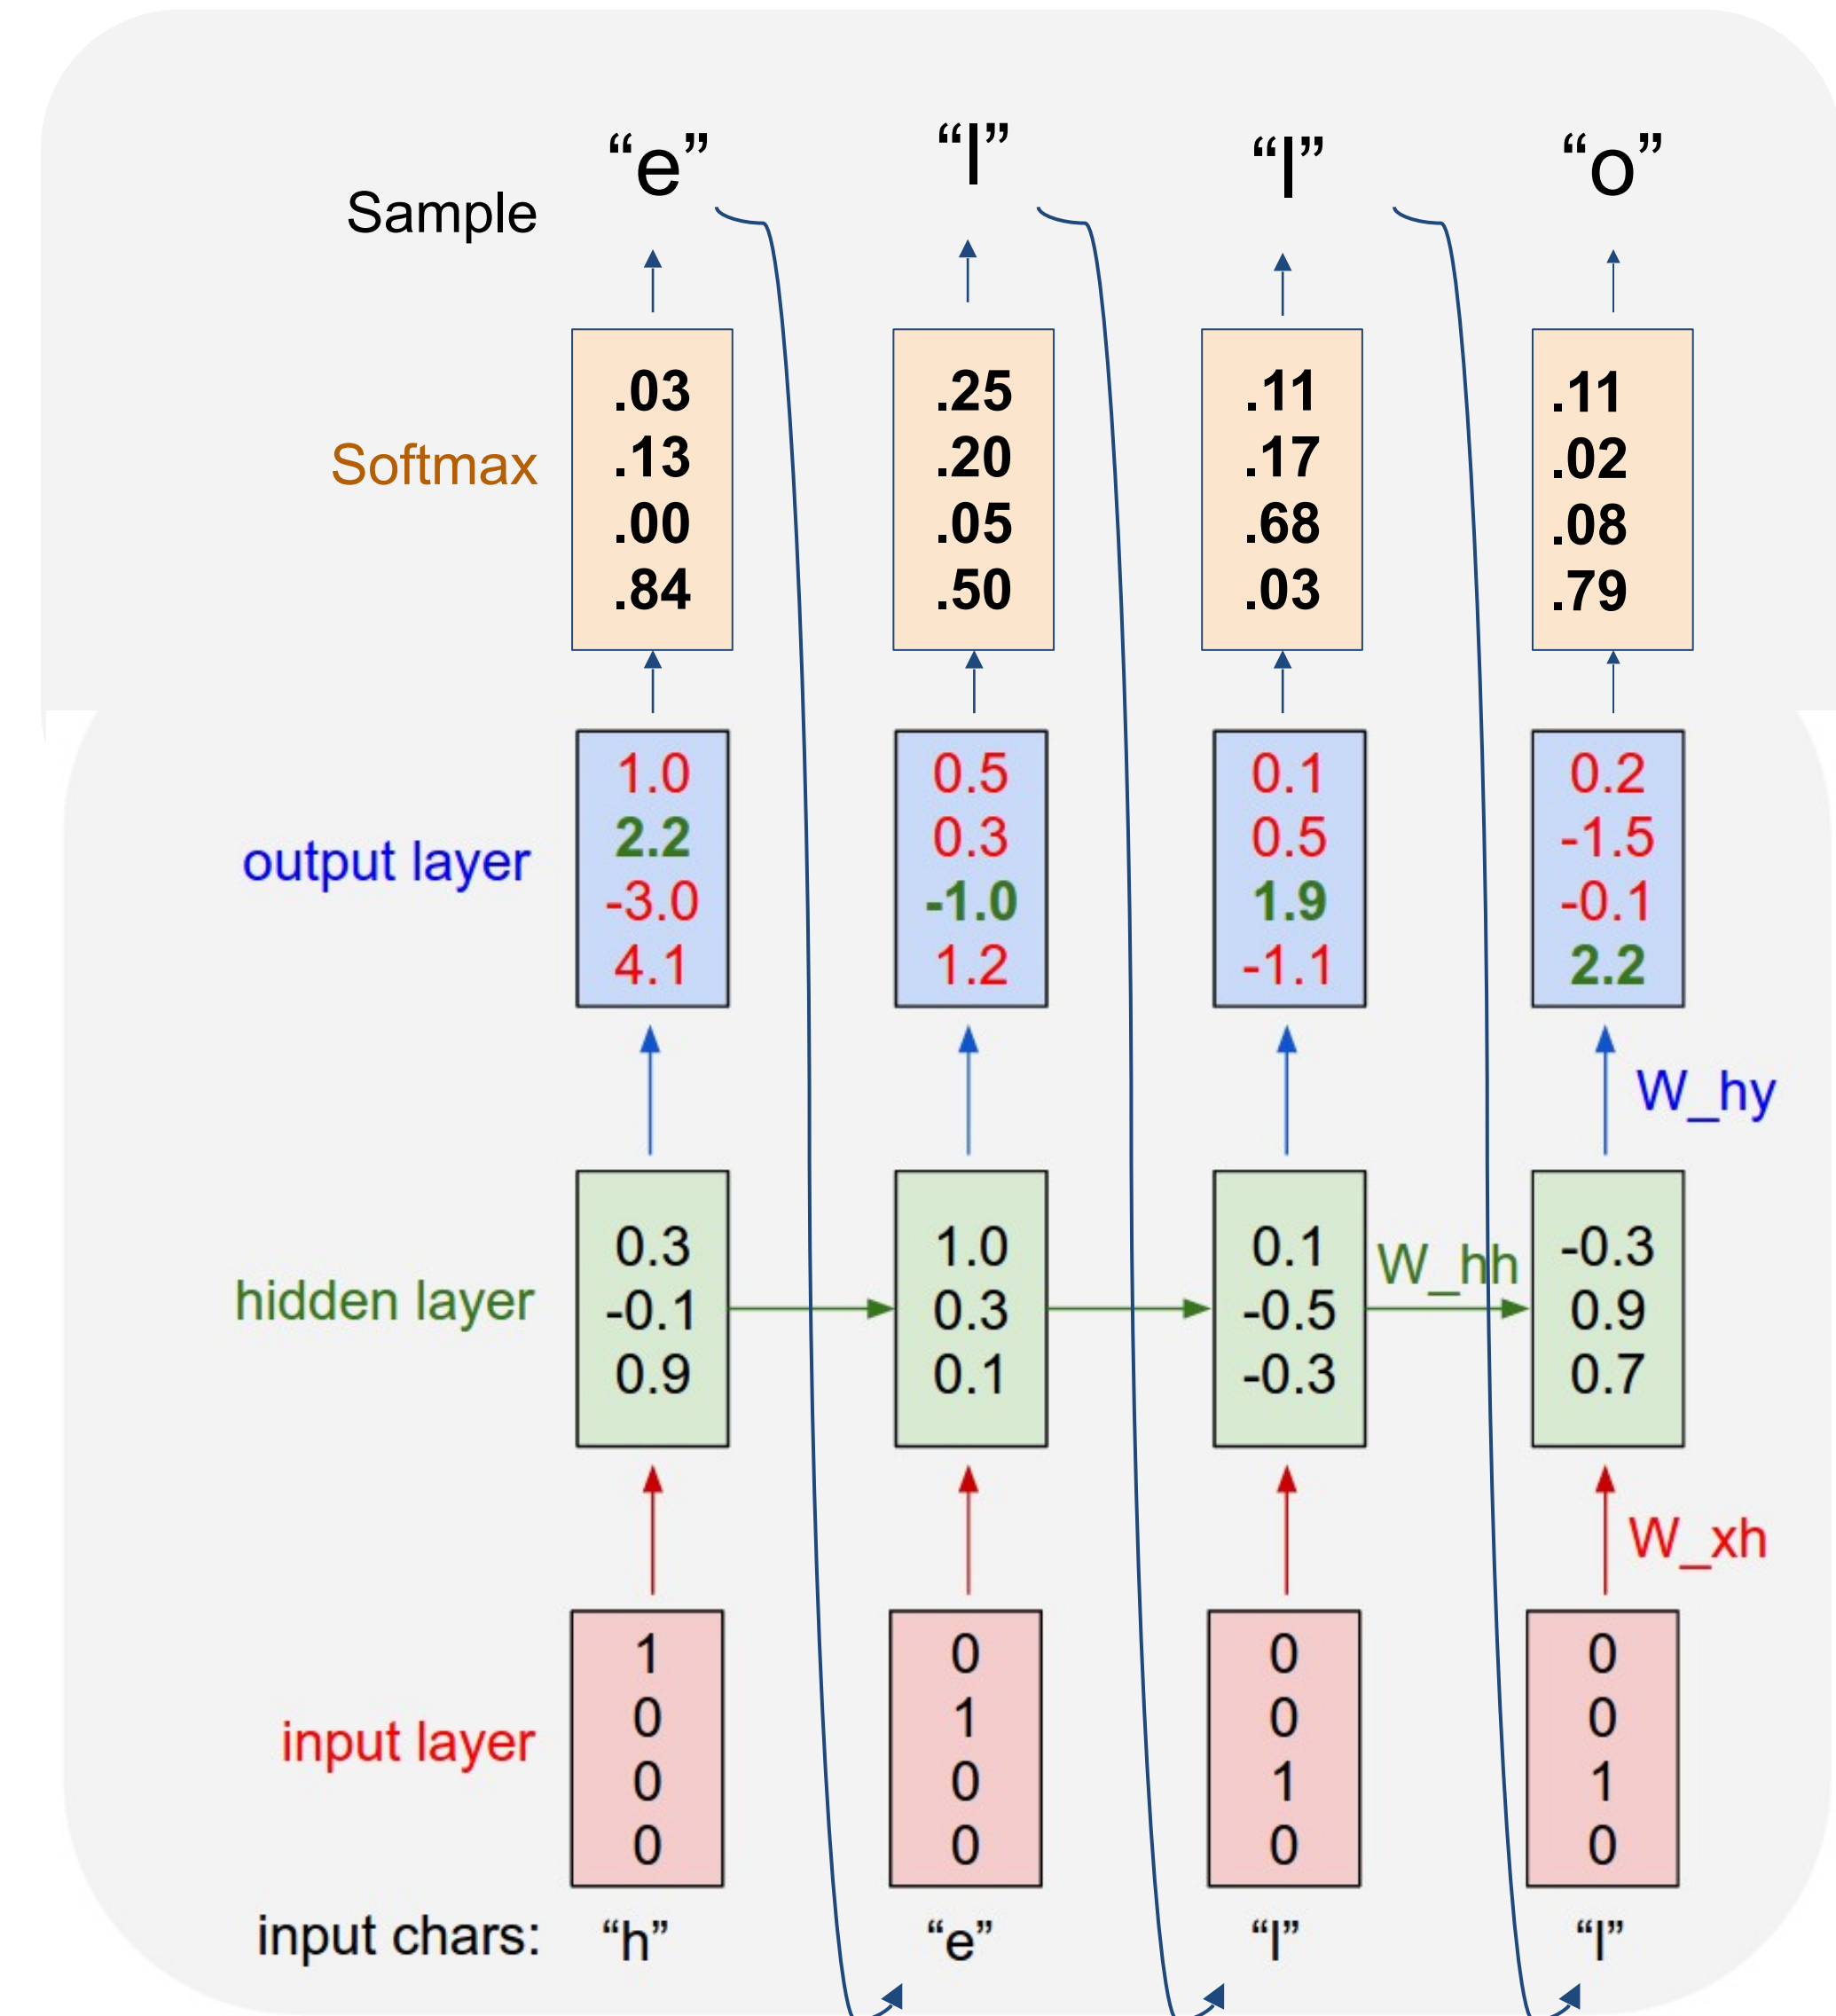 “e” “l” “l” “o”
Sample
.03 .25 .11 .11
.13 .20 .17 .02
Softmax
.00 .05 .68 .08
.84 .50 .03 .79
1.0 0.5 0.1 0.2
2.2 0.3 0.5 -1.5
output layer
-3.0 -1.0 1.9 -0.1
4.1 1.2 -1.1 2.2
W_hy
0.3 1.0 0.1 W_hh -0.3
hidden layer -0.1 0.3 -0.5 0.9
0.9 0.1 -0.3 0.7
W_xh
1 0 0 0
0 1 0 0
input layer
0 0 1 1
0 0 0 0
input chars: “h” “e” “l” “l”